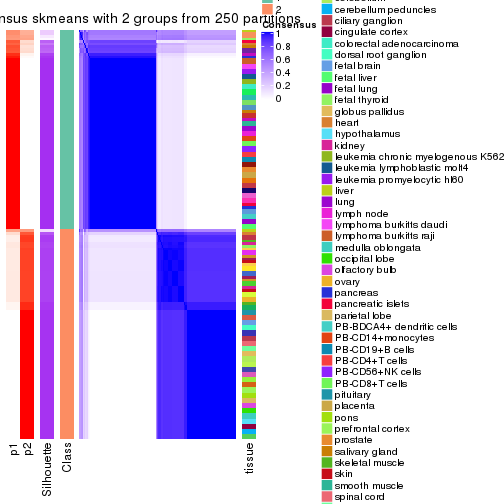 nsus skmeans with 2 groups from 250 partitions
2
Consensus
1
0.8
0.6
0.4
0.2
0
p1
p2
Silhouette
Class
tissue
cerebellum peduncles
ciliary ganglion
cingulate cortex
colorectal adenocarcinoma
dorsal root ganglion
fetal brain
fetal liver
fetal lung
fetal thyroid
globus pallidus
heart
hypothalamus
kidney
leukemia chronic myelogenous K562
leukemia lymphoblastic molt4
leukemia promyelocytic hl60
liver
lung
lymph node
lymphoma burkitts daudi
lymphoma burkitts raji
medulla oblongata
occipital lobe
olfactory bulb
ovary
pancreas
pancreatic islets
parietal lobe
PB-BDCA4+ dendritic cells
PB-CD14+monocytes
PB-CD19+B cells
PB-CD4+T cells
PB-CD56+NK cells
PB-CD8+T cells
pituitary
placenta
pons
prefrontal cortex
prostate
salivary gland
skeletal muscle
skin
smooth muscle
spinal cord